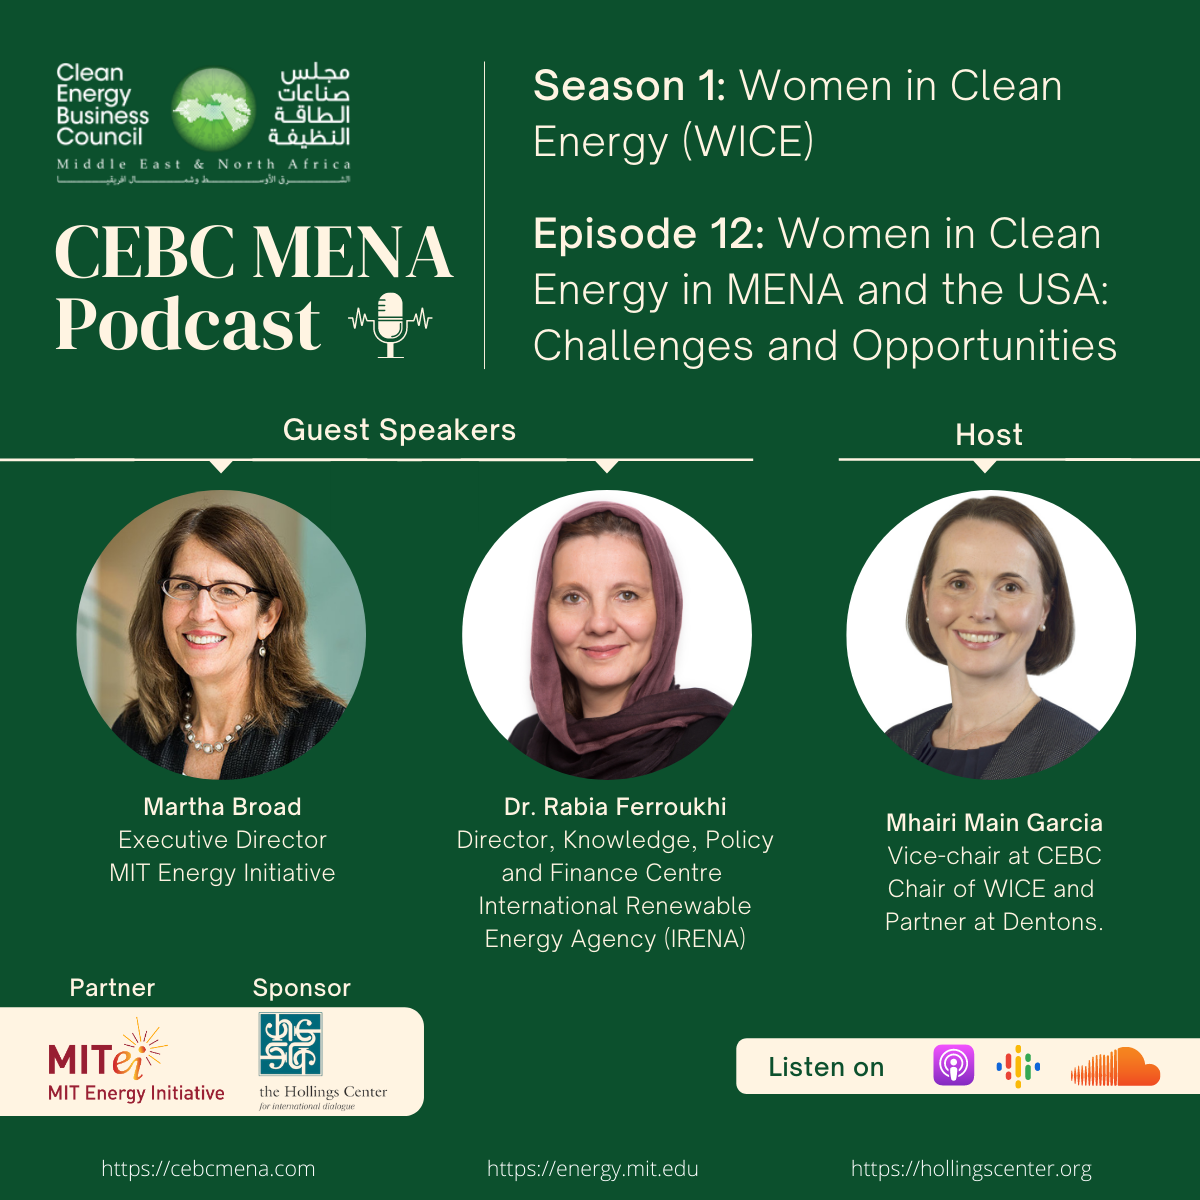 Clean
Energy
Business
Council
مجلس
صناعات
الطاقة
النظيفة
Middle East & North Africa
الشرق الأوسط وشمال افريقيا
CEBC MENA
Podcast
Season 1: Women in Clean
Energy (WICE)
Episode 12: Women in Clean
Energy in MENA and the USA:
Challenges and Opportunities
Guest Speakers
Host
Martha Broad
Executive Director
MIT Energy Initiative
Dr. Rabia Ferroukhi
Director, Knowledge, Policy
and Finance Centre
International Renewable
Energy Agency (IRENA)
Mhairi Main Garcia
Vice-chair at CEBC
Chair of WICE and
Partner at Dentons.
Partner
Sponsor
MITei
MIT Energy Initiative
the Hollings Center
for international dialogue
Listen on
https://cebcmena.com
https://energy.mit.edu
https://hollingscenter.org